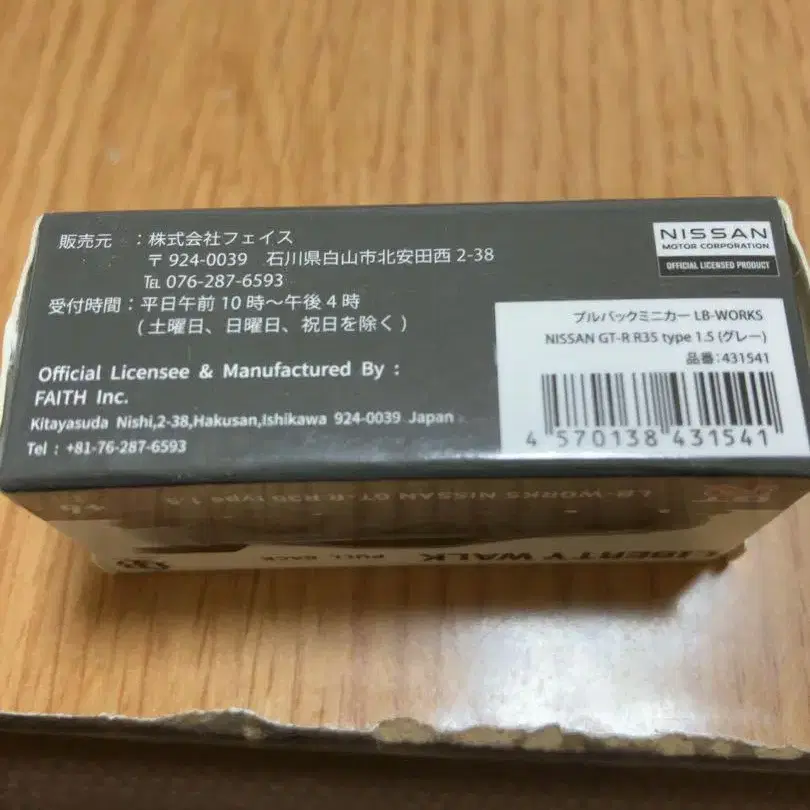 販売元 ：株式会社フェイス
〒 924-0039 石川県白山市北安田西 2-38
℡ 076-287-6593
受付時間：平日午前 10 時～午後 4 時
( 土曜日、日曜日、祝日を除く )
Official Licensee & Manufactured By :
FAITH Inc.
Kitayasuda Nishi,2-38,Hakusan,Ishikawa 924-0039 Japan
Tel : +81-76-287-6593
NISSAN
MOTOR CORPORATION
OFFICIAL LICENSED PRODUCT
プルバックミニカー LB-WORKS
NISSAN GT-R R35 type 1.5 (グレー)
品番：431541
4 570138 431541
LB-WORKS NISSAN GT-R R35 type 1.5
LIBERTY WALK PULL BACK